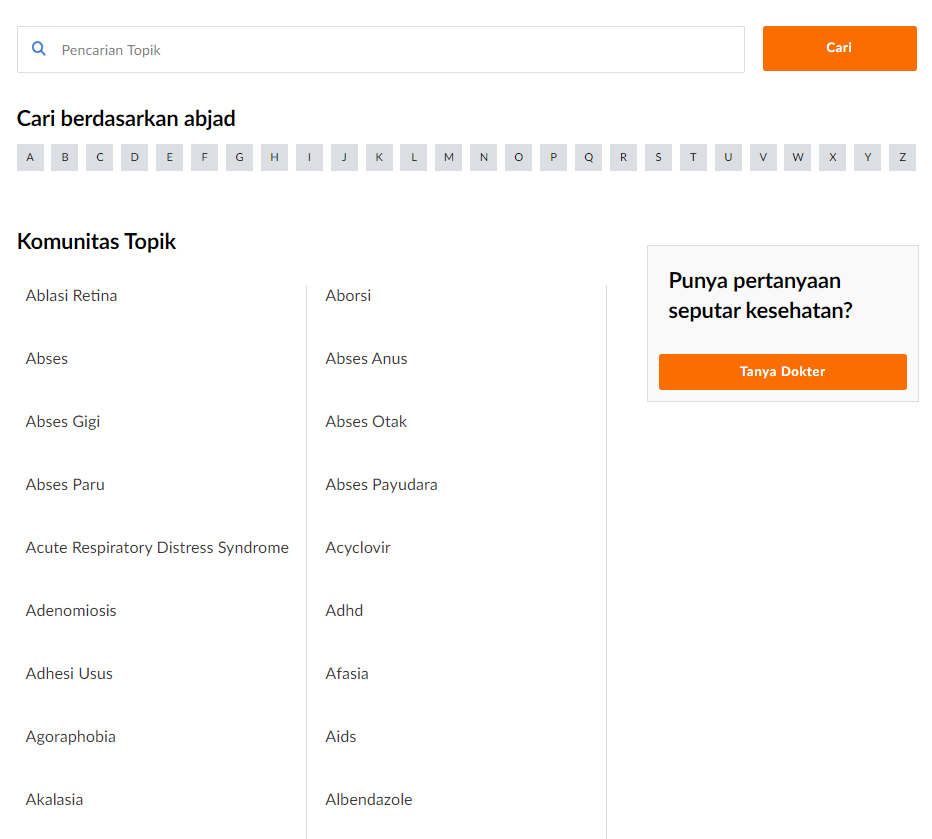 Pencarian Topik
Cari
Cari berdasarkan abjad
A B C D E F G H I J K L M N O P Q R S T U V W X Y Z
Komunitas Topik
Ablasi Retina
Aborsi
Abses
Abses Anus
Abses Gigi
Abses Otak
Abses Paru
Abses Payudara
Acute Respiratory Distress Syndrome
Acyclovir
Adenomiosis
Adhd
Adhesi Usus
Afasia
Agoraphobia
Aids
Akalasia
Albendazole
Punya pertanyaan
seputar kesehatan?
Tanya Dokter